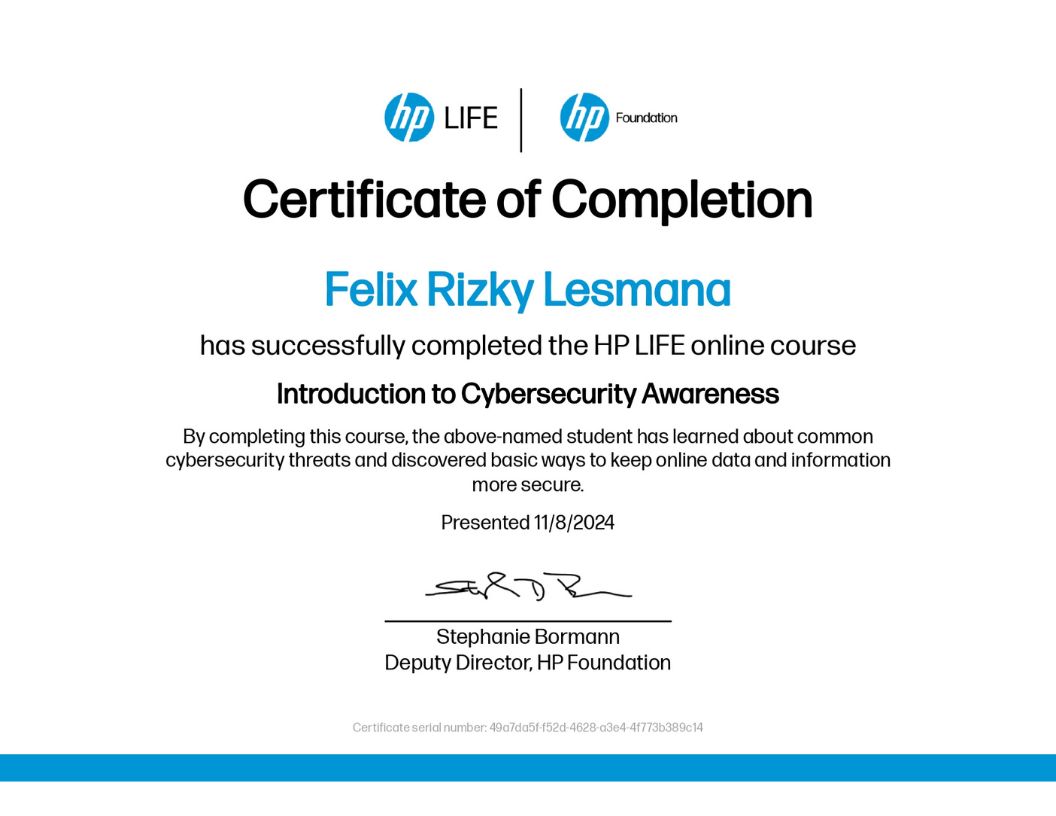 hp LIFE | hp Foundation
Certificate of Completion
Felix Rizky Lesmana
has successfully completed the HP LIFE online course
Introduction to Cybersecurity Awareness
By completing this course, the above-named student has learned about common
cybersecurity threats and discovered basic ways to keep online data and information
more secure.
Presented 11/8/2024
Stephanie Bormann
Deputy Director, HP Foundation
Certificate serial number: 49a7da5f-f52d-4628-a3e4-4f773b389c14